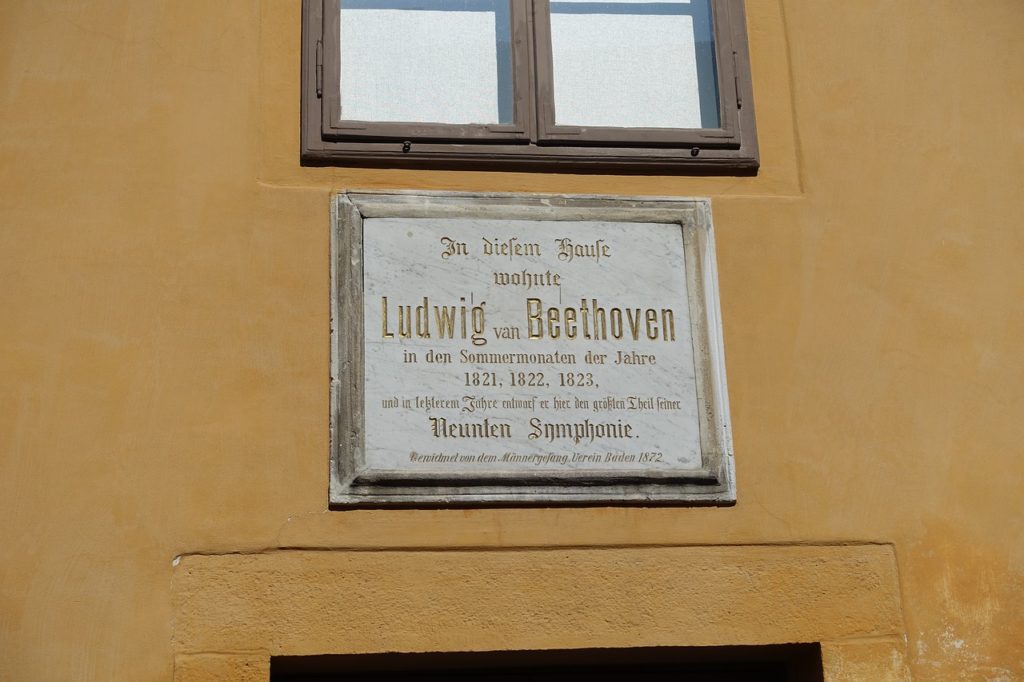 In diesem Hause
wohnte
Ludwig van Beethoven
in den Sommermonaten der Jahre
1821, 1822, 1823,
und in letzterem Jahre entwarf er hier den größten Theil seiner
Neunten Symphonie.
von dem Männergesang. Verein Baden 1872.